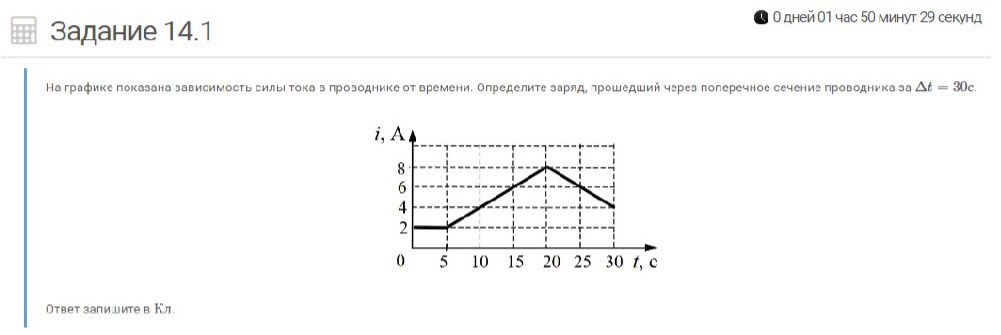 Задание 14.1
0 дней 01 час 50 минут 29 секунд
На графике показана зависимость силы тока в проводнике от времени. Определите заряд, прошедший через поперечное сечение проводника за Δt = 30с.
i, А
8
6
4
2
0 5 10 15 20 25 30 t, с
Ответ запишите в Кл.